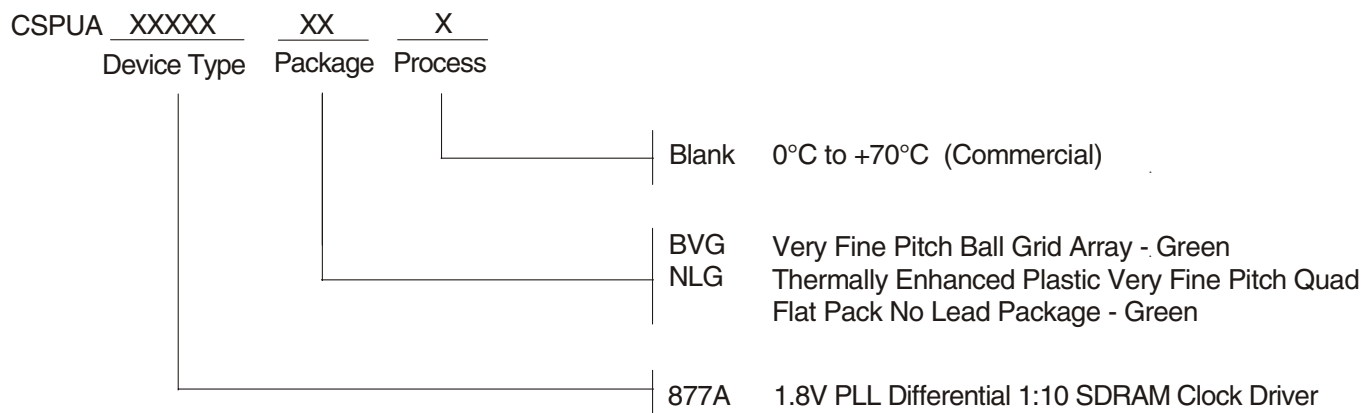 CSPUA XXXXX XX X
Device Type Package Process
Blank 0°C to +70°C (Commercial)
BVG Very Fine Pitch Ball Grid Array - Green
NLG Thermally Enhanced Plastic Very Fine Pitch Quad
Flat Pack No Lead Package - Green
877A 1.8V PLL Differential 1:10 SDRAM Clock Driver